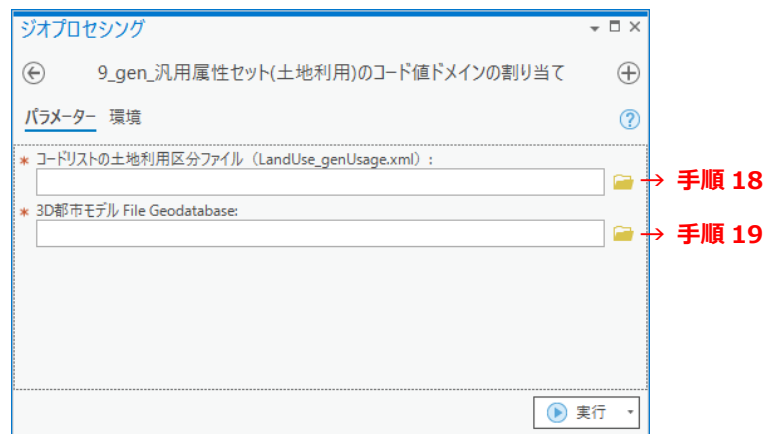 ジオプロセシング
9_gen_汎用属性セット(土地利用)のコード値ドメインの割り当て
パラメーター 環境
* コードリストの土地利用区分ファイル（LandUse_genUsage.xml）:
→ 手順 18
* 3D都市モデル File Geodatabase:
→ 手順 19
実行